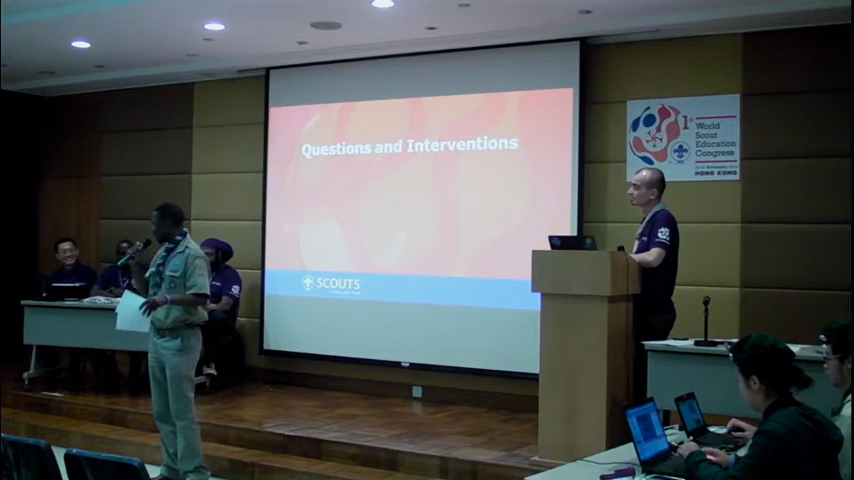 Questions and Interventions
SCOUTS
1st
World
Scout
Education
Congress
HONG KONG